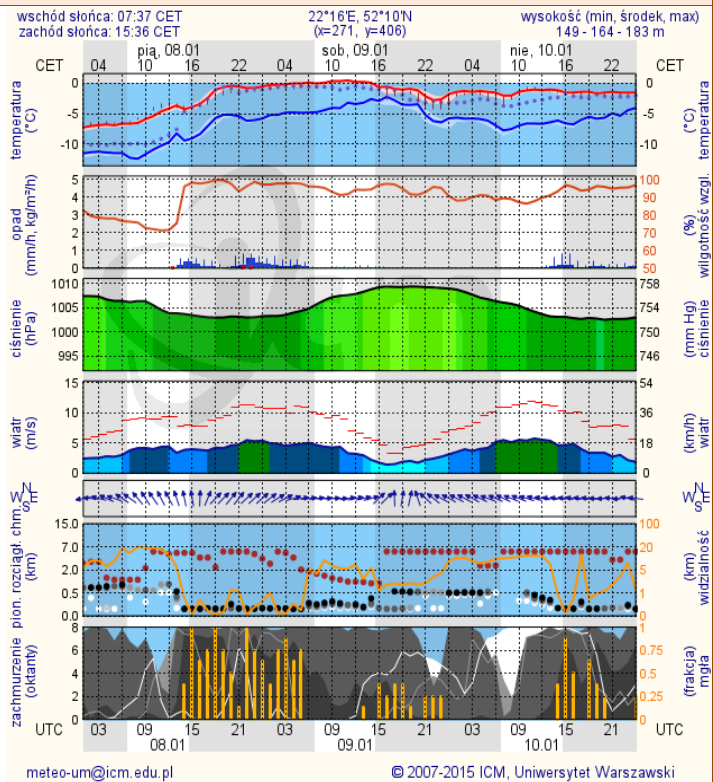 wschód słońca: 07:37 CET 22°16'E, 52°10'N wysokość (min, środek, max)
zachód słońca: 15:36 CET (x=271, y=406) 149 - 164 - 183 m
pią, 08.01 sob, 09.01 nie, 10.01
CET 04 10 16 22 04 10 16 22 04 10 16 22 CET
temperatura (°C)
0 -5 -10
0 -5 -10
(°C) temperatura
opad (mm/h, kg/m²/h)
5 4 3 2 1 0
100 90 80 70 60 50
(%) wilgotność wzgl.
ciśnienie (hPa)
1010 1005 1000 995
758 754 750 746
(mm Hg) ciśnienie
wiatr (m/s)
15 10 5 0
54 36 18 0
(km/h) wiatr
N W E S
N W E S
pion. rozciągł. chm. (km)
15.0 7.0 2.0 0.5 0.0
100 20 5 1 0
(km) widzialność
zachmurzenie (oktanty)
8 6 4 2 0
1 0.75 0.5 0.25 0
(frakcja) mgła
UTC 03 09 15 21 03 09 15 21 03 09 15 21 UTC
08.01 09.01 10.01
meteo-um@icm.edu.pl © 2007-2015 ICM, Uniwersytet Warszawski